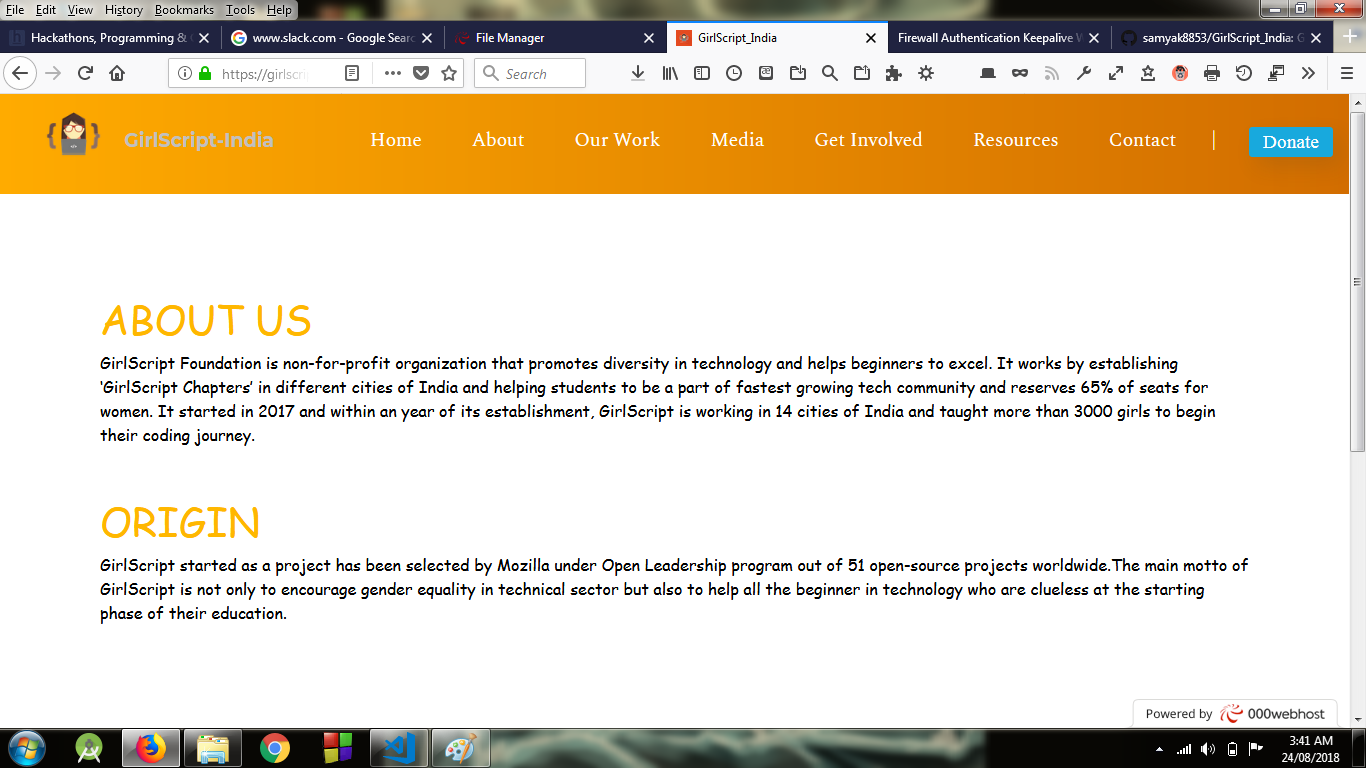 File Edit View History Bookmarks Tools Help
Hackathons, Programming &
www.slack.com - Google Sear
File Manager
GirlScript_India
Firewall Authentication Keepalive
samyak8853/GirlScript_India: G
https://girlscri
Search
GirlScript-India
Home About Our Work Media Get Involved Resources Contact | Donate
ABOUT US
GirlScript Foundation is non-for-profit organization that promotes diversity in technology and helps beginners to excel. It works by establishing
‘GirlScript Chapters’ in different cities of India and helping students to be a part of fastest growing tech community and reserves 65% of seats for
women. It started in 2017 and within an year of its establishment, GirlScript is working in 14 cities of India and taught more than 3000 girls to begin
their coding journey.
ORIGIN
GirlScript started as a project has been selected by Mozilla under Open Leadership program out of 51 open-source projects worldwide.The main motto of
GirlScript is not only to encourage gender equality in technical sector but also to help all the beginner in technology who are clueless at the starting
phase of their education.
Powered by 000webhost
3:41 AM
24/08/2018